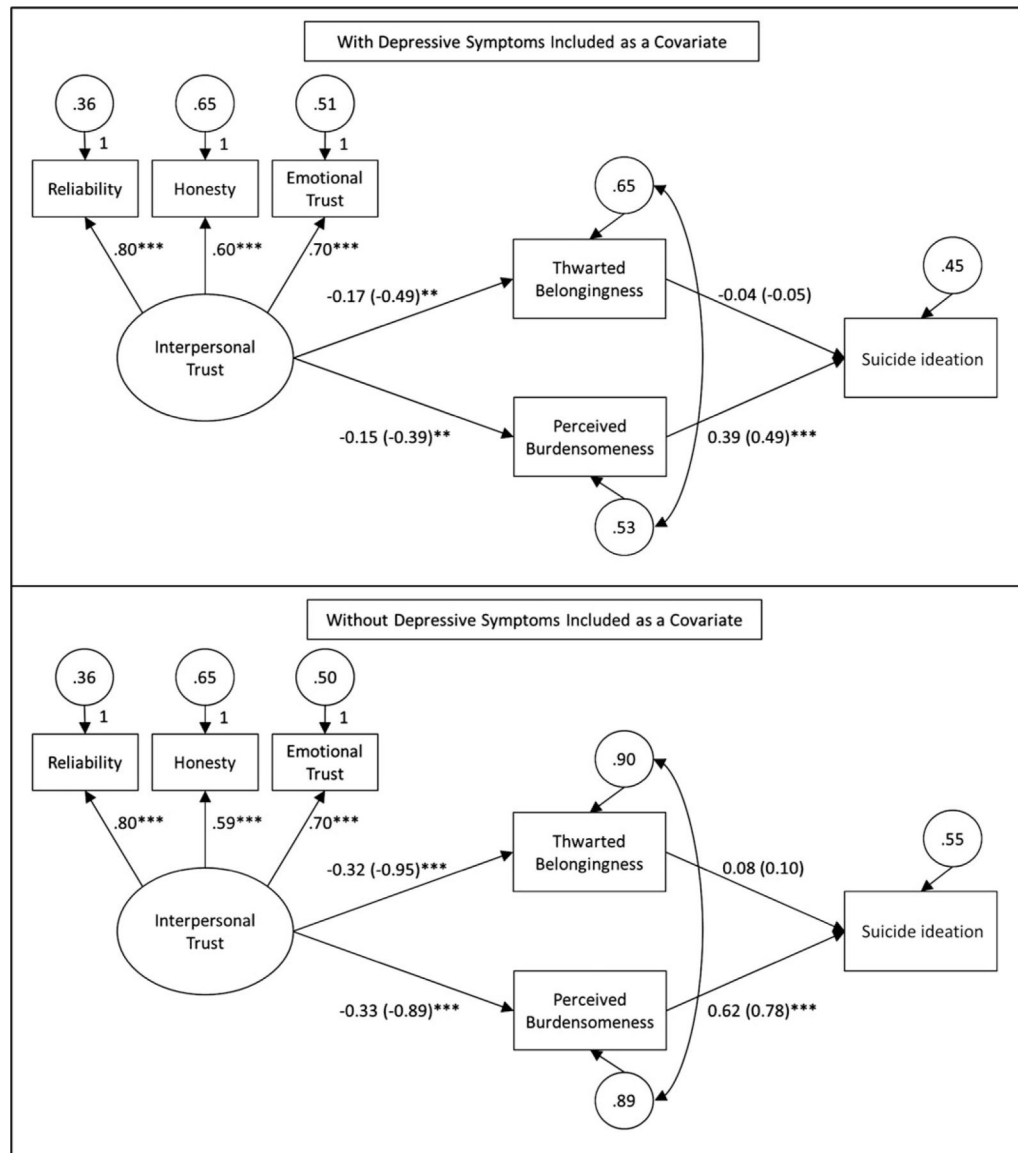 With Depressive Symptoms Included as a Covariate
.36
.65
.51
1
1
1
Reliability
Honesty
Emotional
Trust
.80***
.60***
.70***
Interpersonal
Trust
-0.17 (-0.49)**
-0.15 (-0.39)**
.65
Thwarted
Belongingness
Perceived
Burdensomeness
.53
-0.04 (-0.05)
0.39 (0.49)***
.45
Suicide ideation
Without Depressive Symptoms Included as a Covariate
.36
.65
.50
1
1
1
Reliability
Honesty
Emotional
Trust
.80***
.59***
.70***
Interpersonal
Trust
-0.32 (-0.95)***
-0.33 (-0.89)***
.90
Thwarted
Belongingness
Perceived
Burdensomeness
.89
0.08 (0.10)
0.62 (0.78)***
.55
Suicide ideation